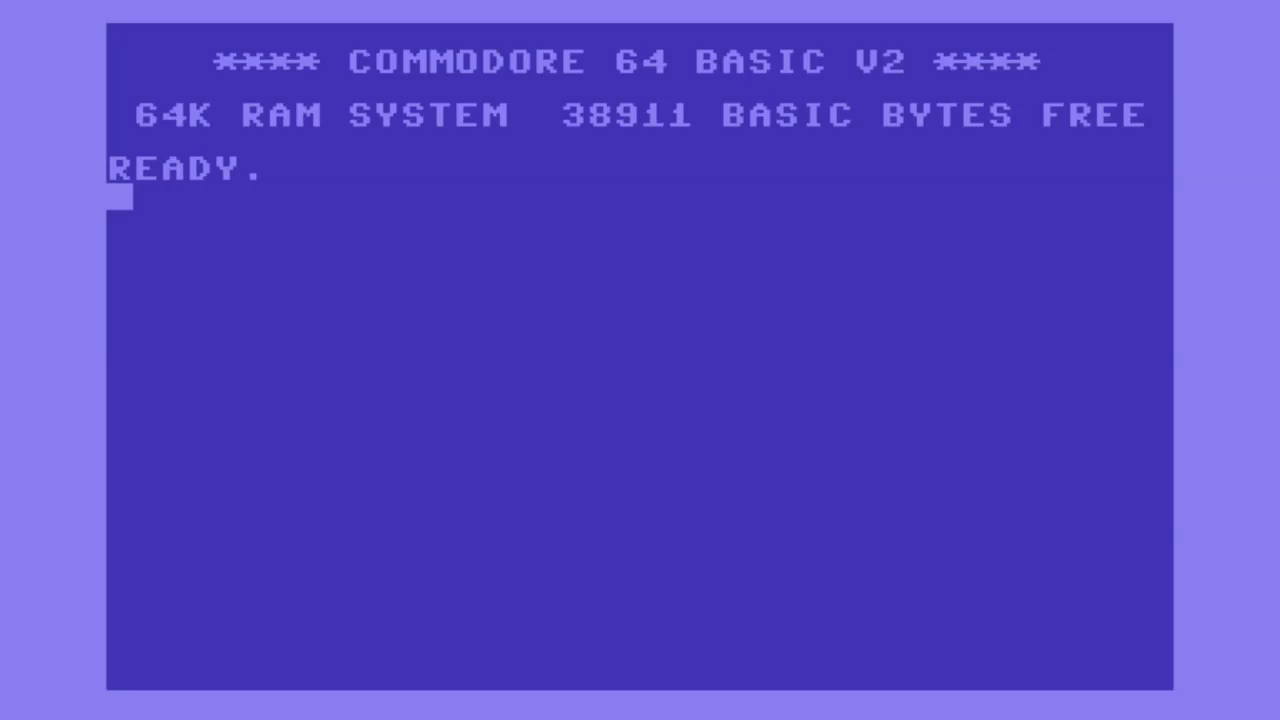 **** COMMODORE 64 BASIC V2 ****
64K RAM SYSTEM  38911 BASIC BYTES FREE
READY.